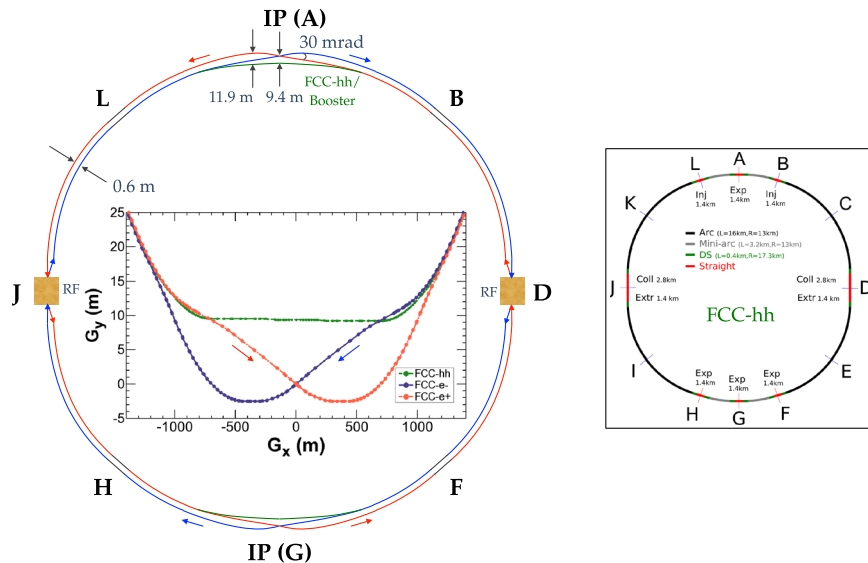 IP (A)
30 mrad
11.9 m
9.4 m
FCC-hh/
Booster
L
B
0.6 m
J
RF
RF
D
25
20
15
10
5
0
-5
Gy (m)
-1000
-500
0
500
1000
Gx (m)
FCC-hh
FCC-e-
FCC-e+
H
F
IP (G)
L
A
B
Inj
1.4km
Exp
1.4km
Inj
1.4km
K
C
Arc (L=16km,R=13km)
Mini-arc (L=3.2km,R=13km)
DS (L=0.4km,R=17.3km)
Straight
J
Coll 2.8km
Extr 1.4 km
Coll 2.8km
Extr 1.4 km
D
FCC-hh
I
E
Exp
1.4km
Exp
1.4km
Exp
1.4km
H
G
F